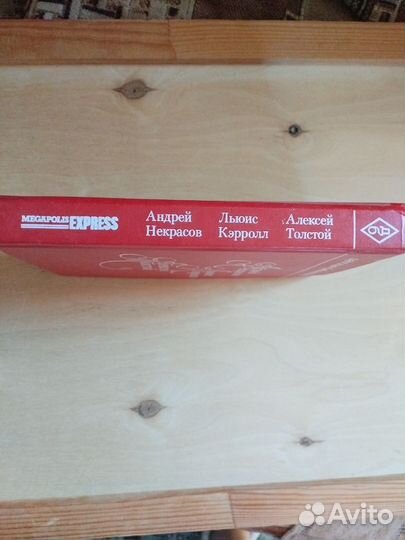 MEGAPOLIS EXPRESS
Андрей Некрасов
Льюис Кэрролл
Алексей Толстой
Avito